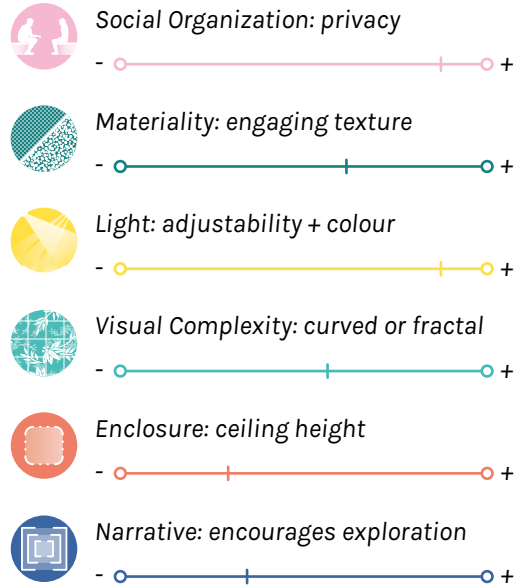 Social Organization: privacy
- +
Materiality: engaging texture
- +
Light: adjustability + colour
- +
Visual Complexity: curved or fractal
- +
Enclosure: ceiling height
- +
Narrative: encourages exploration
- +